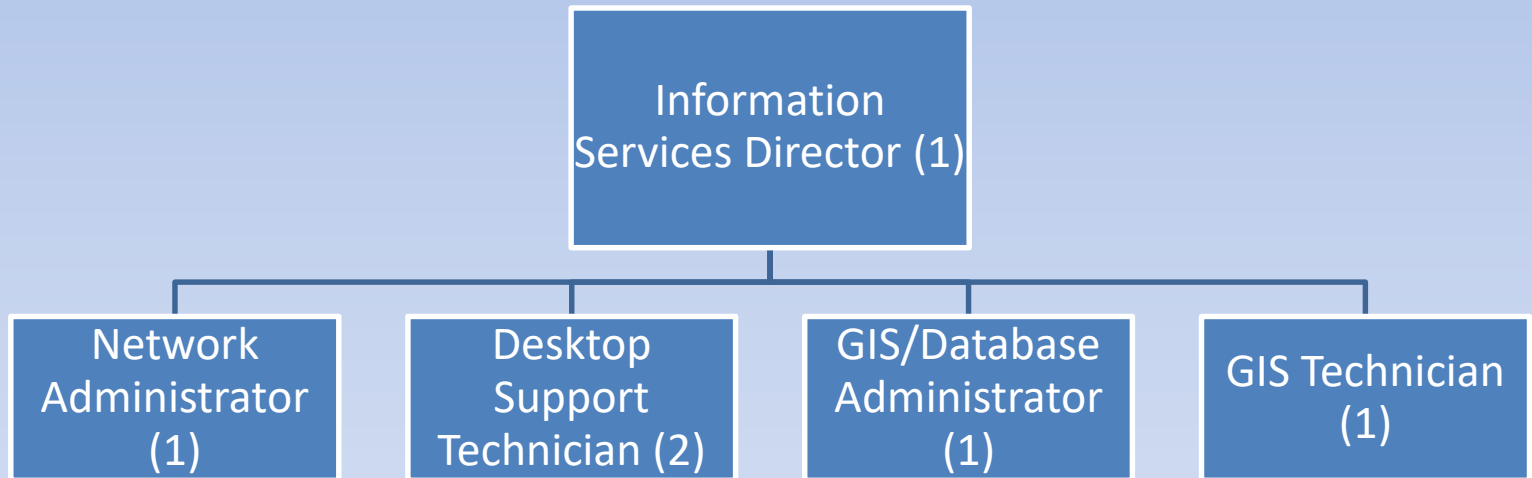 Information
Services Director (1)
Network
Administrator
(1)
Desktop
Support
Technician (2)
GIS/Database
Administrator
(1)
GIS Technician
(1)